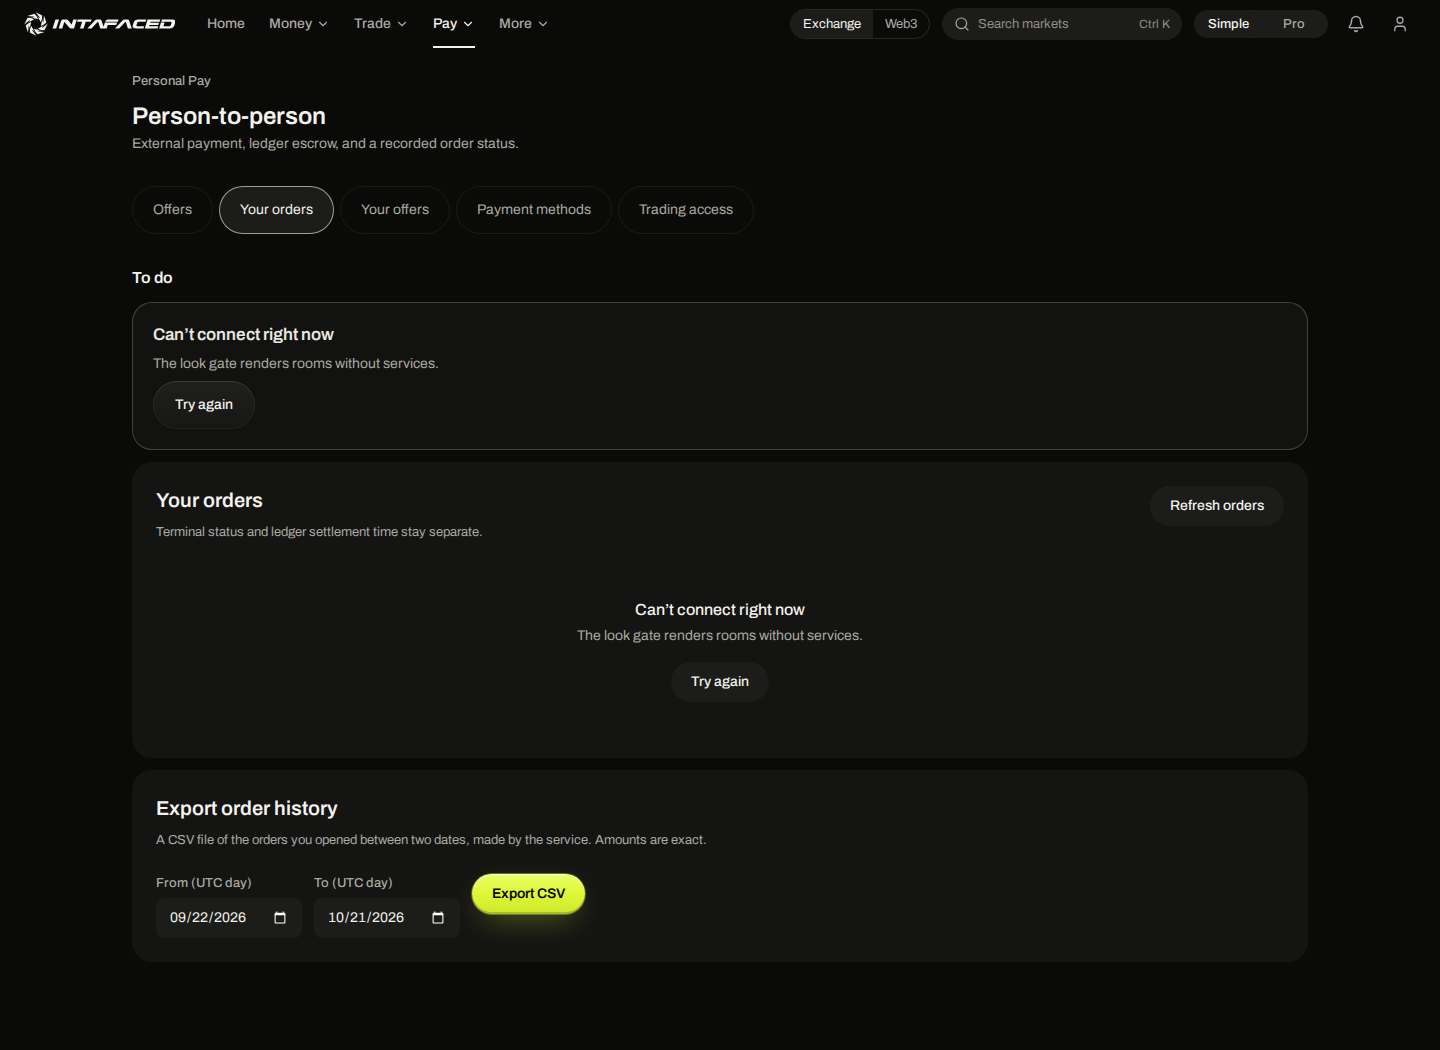 INTAFACED
Home
Money
Trade
Pay
More
Exchange
Web3
Search markets
Ctrl K
Simple
Pro
Personal Pay
Person-to-person
External payment, ledger escrow, and a recorded order status.
Offers
Your orders
Your offers
Payment methods
Trading access
To do
Can’t connect right now
The look gate renders rooms without services.
Try again
Your orders
Refresh orders
Terminal status and ledger settlement time stay separate.
Can’t connect right now
The look gate renders rooms without services.
Try again
Export order history
A CSV file of the orders you opened between two dates, made by the service. Amounts are exact.
From (UTC day)
To (UTC day)
09/22/2026
10/21/2026
Export CSV